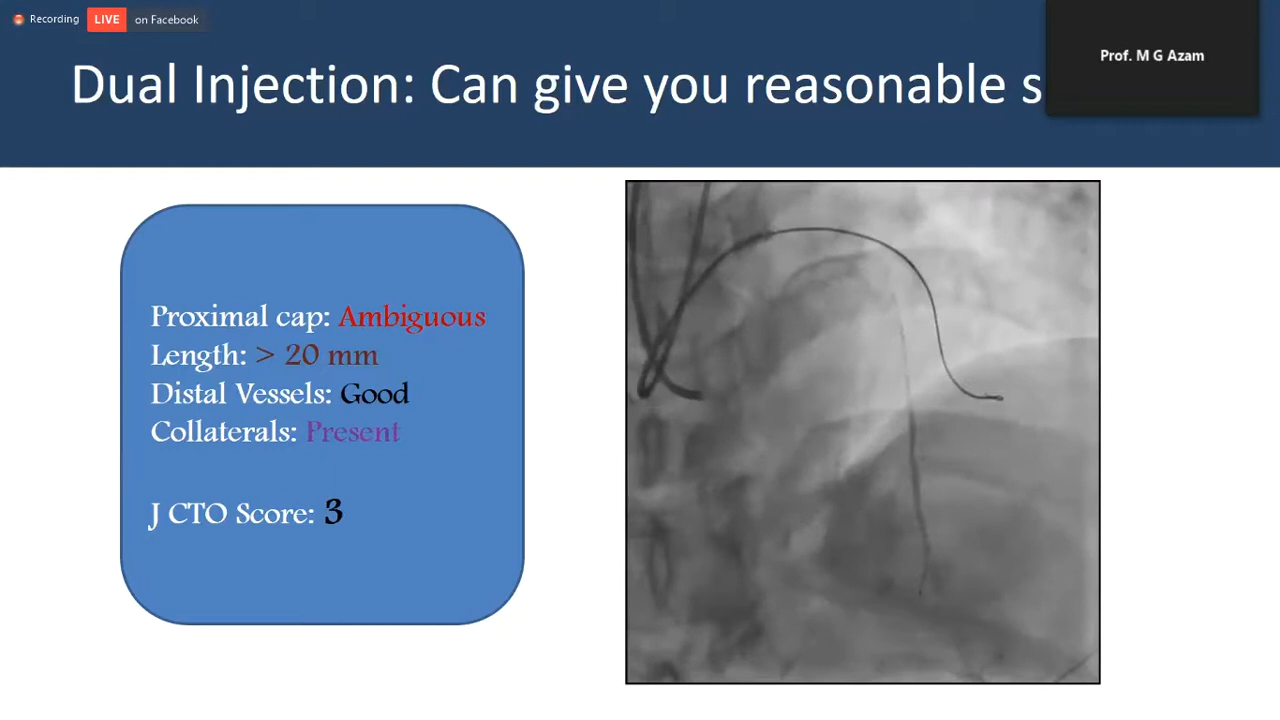 Recording LIVE on Facebook
Prof. M G Azam
Dual Injection: Can give you reasonable s
Proximal cap: Ambiguous
Length: > 20 mm
Distal Vessels: Good
Collaterals: Present
J CTO Score: 3